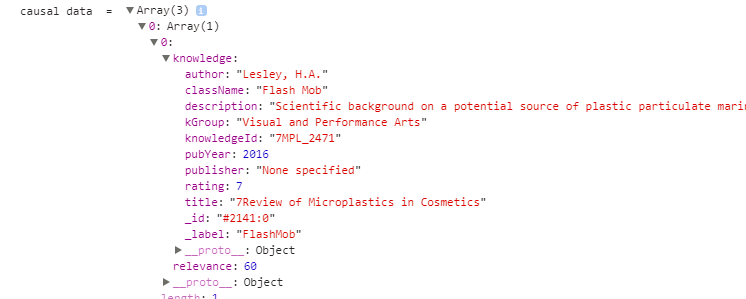 causal data = ▼Array(3) i
▼0: Array(1)
▼0:
▼knowledge:
author: "Lesley, H.A."
className: "Flash Mob"
description: "Scientific background on a potential source of plastic particulate mari
kGroup: "Visual and Performance Arts"
knowledgeId: "7MPL_2471"
pubYear: 2016
publisher: "None specified"
rating: 7
title: "7Review of Microplastics in Cosmetics"
_id: "#2141:0"
_label: "FlashMob"
▶__proto__: Object
relevance: 60
▶__proto__: Object
length: 1